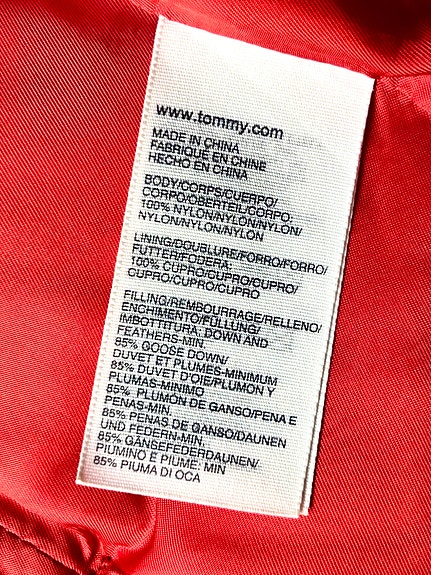 www.tommy.com
MADE IN CHINA
FABRIQUÉ EN CHINE
HECHO EN CHINA
BODY/CORPS/CUERPO/
CORPO/OBERTEIL/CORPO:
100% NYLON/NYLON/NYLON/
NYLON/NYLON/NYLON
LINING/DOUBLURE/FORRO/FORRO/
FUTTER/FODERA:
100% CUPRO/CUPRO/CUPRO/
CUPRO/CUPRO/CUPRO
FILLING/REMBOURRAGE/RELLENO/
ENCHIMENTO/FÜLLUNG/
IMBOTTITURA: DOWN AND
FEATHERS-MIN.
85% GOOSE DOWN/
DUVET ET PLUMES-MINIMUM
85% DUVET D'OIE/PLUMON Y
PLUMAS-MINIMO
85% PLUMÓN DE GANSO/PENA E
PENAS-MIN.
85% PENAS DE GANSO/DAUNEN
UND FEDERN-MIN.
85% GÄNSEFEDERDAUNEN/
PIUMINO E PIUME: MIN
85% PIUMA DI OCA